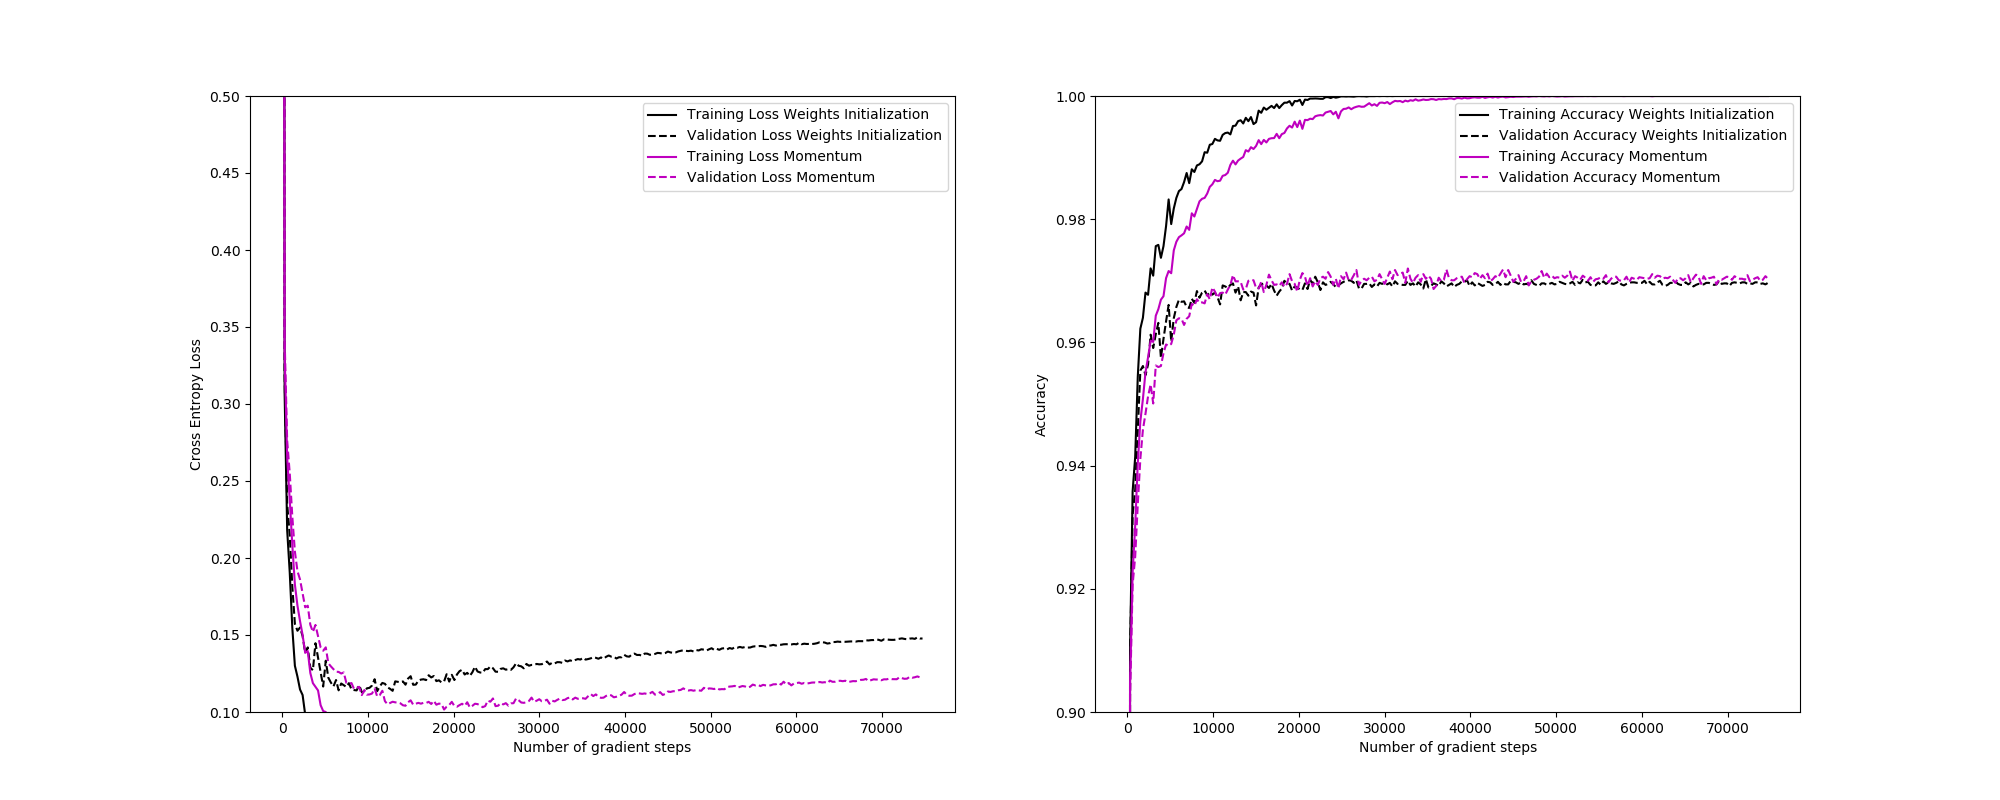 0.50
0.45
0.40
0.35
0.30
0.25
0.20
0.15
0.10
Cross Entropy Loss
Training Loss Weights Initialization
Validation Loss Weights Initialization
Training Loss Momentum
Validation Loss Momentum
0 10000 20000 30000 40000 50000 60000 70000
Number of gradient steps
1.00
0.98
0.96
0.94
0.92
0.90
Accuracy
Training Accuracy Weights Initialization
Validation Accuracy Weights Initialization
Training Accuracy Momentum
Validation Accuracy Momentum
0 10000 20000 30000 40000 50000 60000 70000
Number of gradient steps